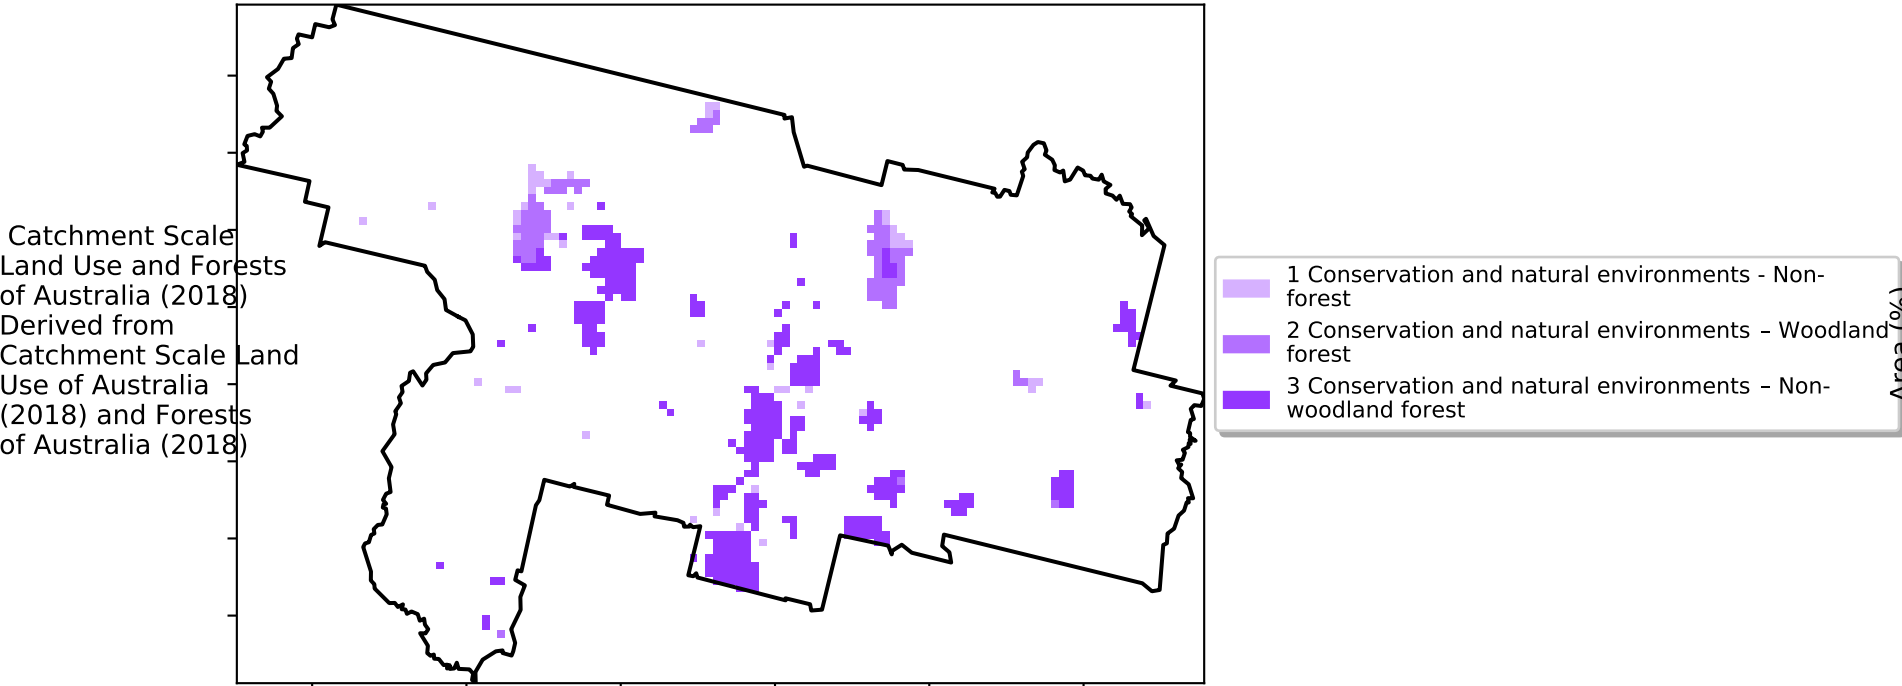 Catchment Scale
Land Use and Forests
of Australia (2018)
Derived from
Catchment Scale Land
Use of Australia
(2018) and Forests
of Australia (2018)
1 Conservation and natural environments - Non-
forest
2 Conservation and natural environments – Woodland
forest
3 Conservation and natural environments – Non-
woodland forest
Area (%)